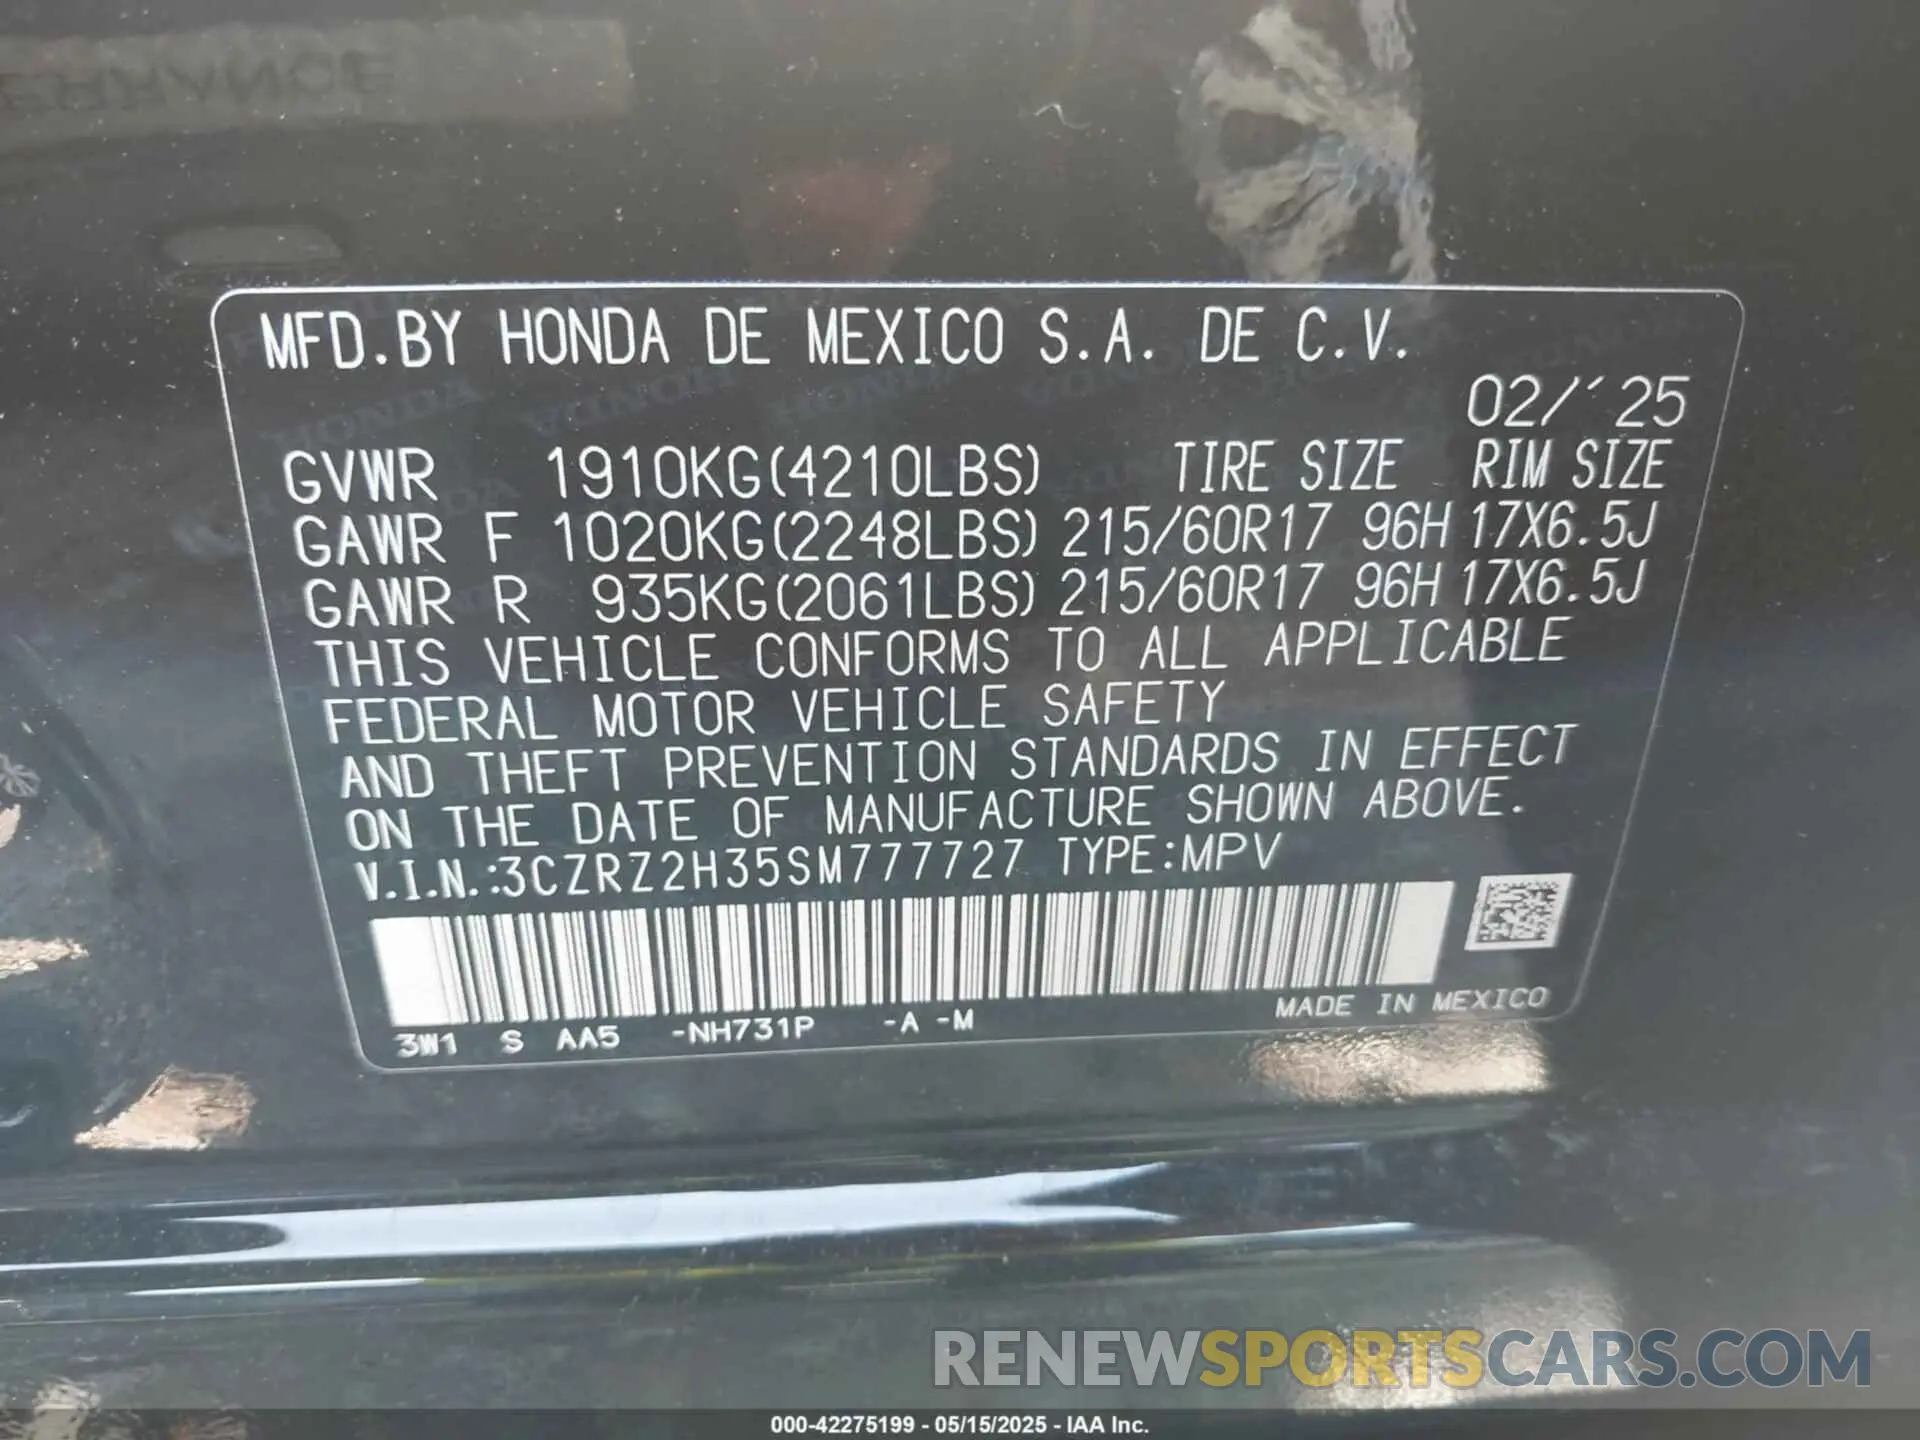 MFD.BY HONDA DE MEXICO S.A. DE C.V.
02/'25
GVWR 1910KG(4210LBS) TIRE SIZE RIM SIZE
GAWR F 1020KG(2248LBS) 215/60R17 96H 17X6.5J
GAWR R 935KG(2061LBS) 215/60R17 96H 17X6.5J
THIS VEHICLE CONFORMS TO ALL APPLICABLE
FEDERAL MOTOR VEHICLE SAFETY
AND THEFT PREVENTION STANDARDS IN EFFECT
ON THE DATE OF MANUFACTURE SHOWN ABOVE.
V.I.N.:3CZRZ2H35SM777727 TYPE:MPV
3W1 S AA5 -NH731P -A -M MADE IN MEXICO
RENEWSPORTSCARS.COM
000-42275199 - 05/15/2025 - IAA Inc.